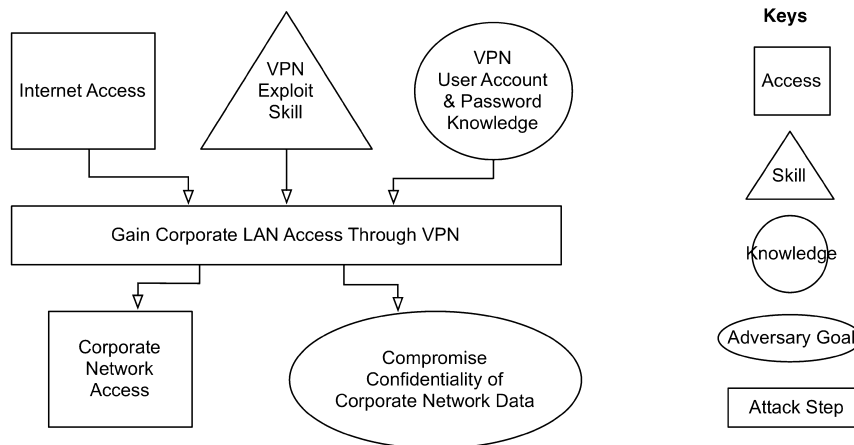 Internet Access
VPN
Exploit
Skill
VPN
User Account
& Password
Knowledge
Gain Corporate LAN Access Through VPN
Corporate
Network
Access
Compromise
Confidentiality of
Corporate Network Data
Keys
Access
Skill
Knowledge
Adversary Goal
Attack Step